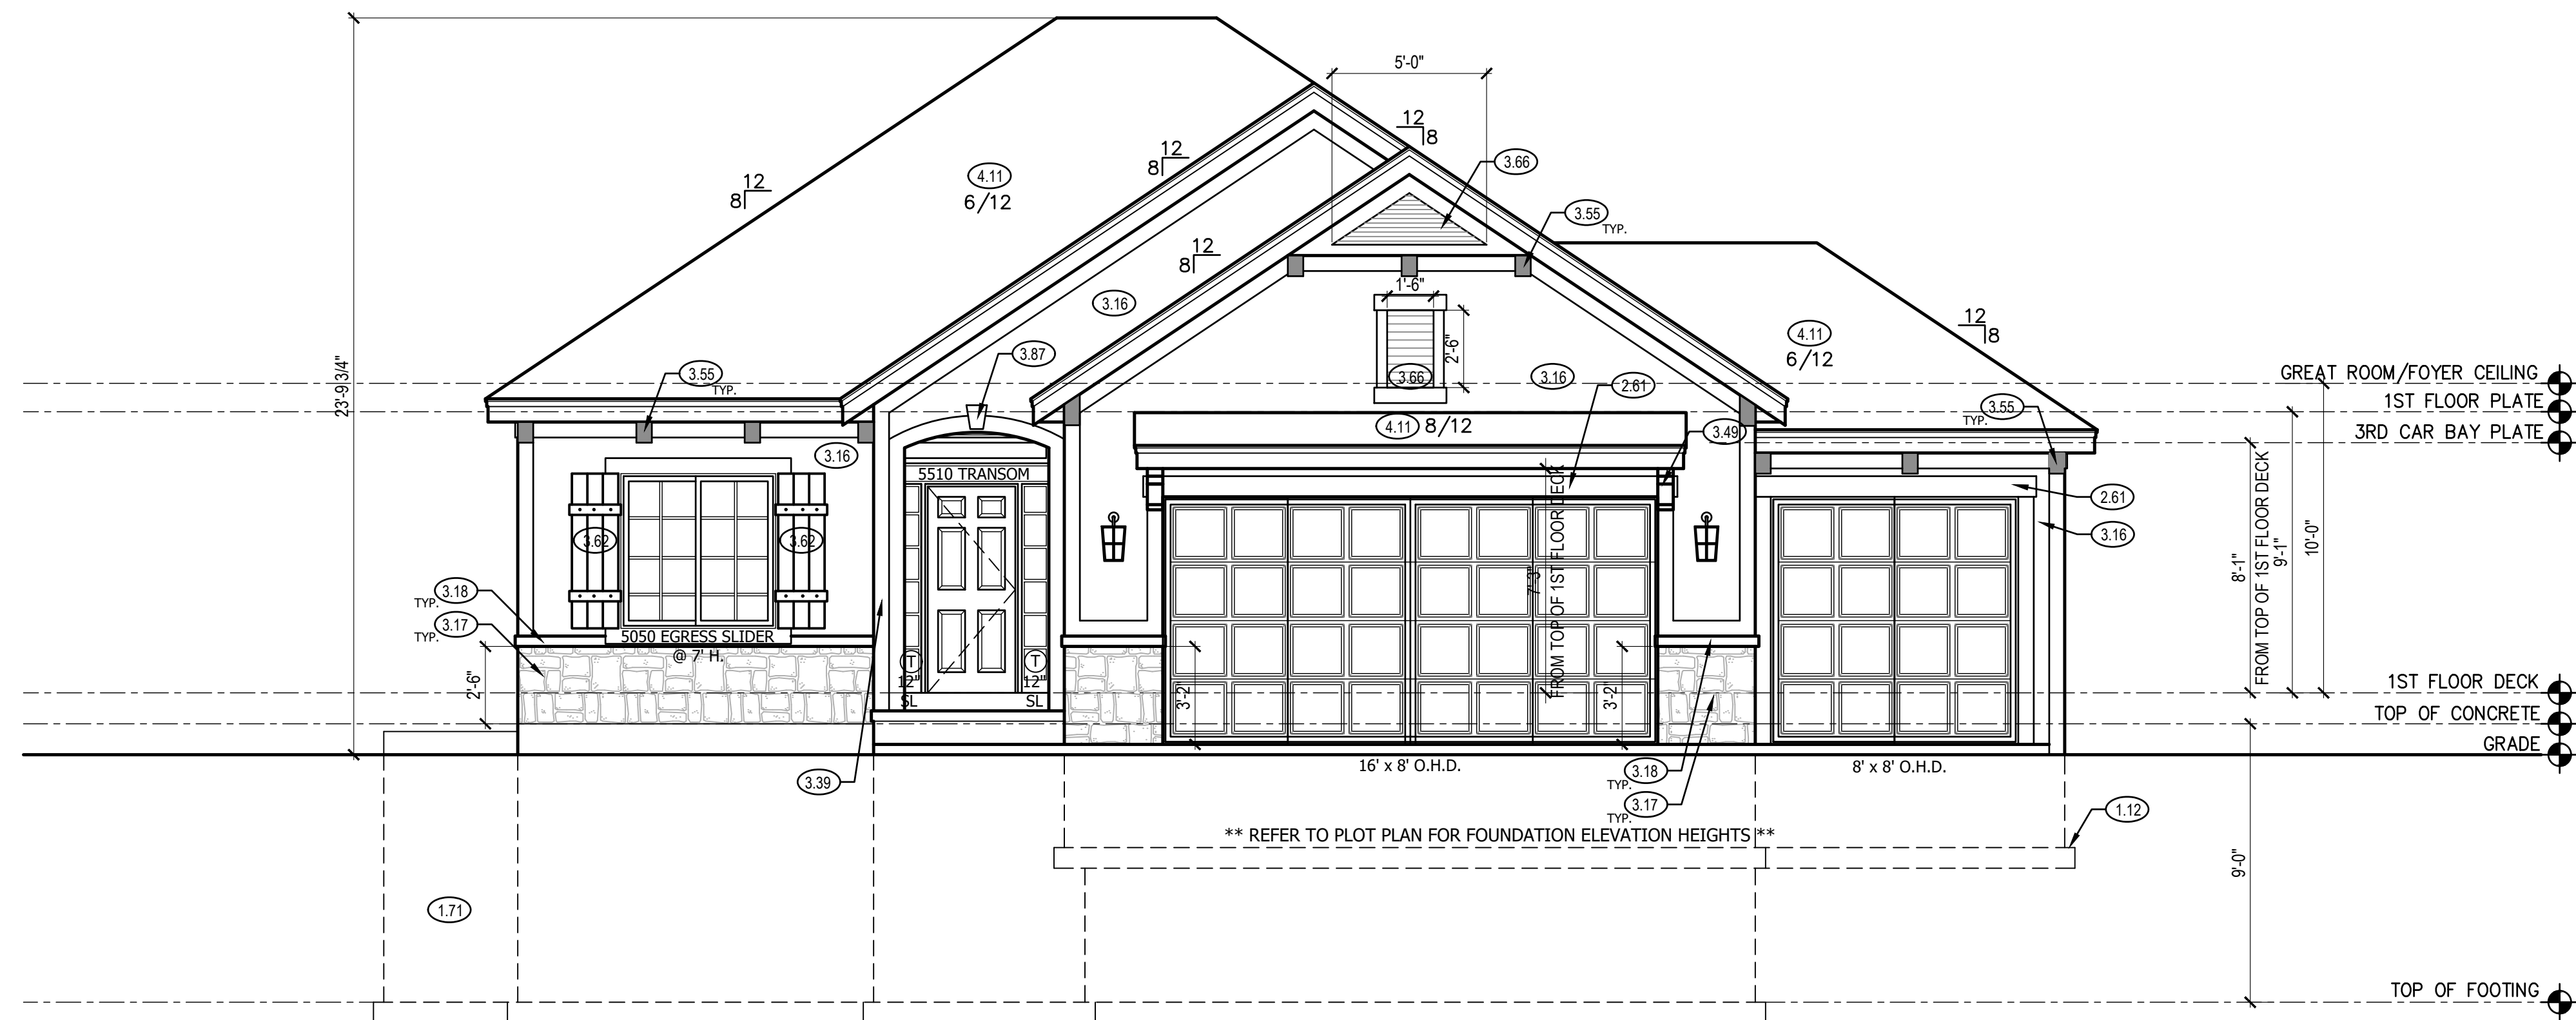 5'-0"
12
8
3.66
12
8
12
8
4.11
6/12
3.55
TYP.
12
8
3.16
1'-6"
2'-6"
12
8
4.11
6/12
23'-9 3/4"
3.87
3.55
TYP.
3.66
3.16
2.61
GREAT ROOM/FOYER CEILING
1ST FLOOR PLATE
3RD CAR BAY PLATE
3.55
TYP.
4.11 8/12
3.49
3.16
5510 TRANSOM
2.61
3.16
3.62
3.62
7'-3"
FROM TOP OF 1ST FLOOR DECK
8'-1"
FROM TOP OF 1ST FLOOR DECK
9'-1"
10'-0"
3.18
TYP.
3.17
TYP.
5050 EGRESS SLIDER
@ 7' H.
2'-6"
T
12"
SL
T
12"
SL
3'-2"
3'-2"
1ST FLOOR DECK
TOP OF CONCRETE
GRADE
3.39
16' x 8' O.H.D.
3.18
TYP.
3.17
TYP.
8' x 8' O.H.D.
1.12
** REFER TO PLOT PLAN FOR FOUNDATION ELEVATION HEIGHTS **
9'-0"
1.71
TOP OF FOOTING